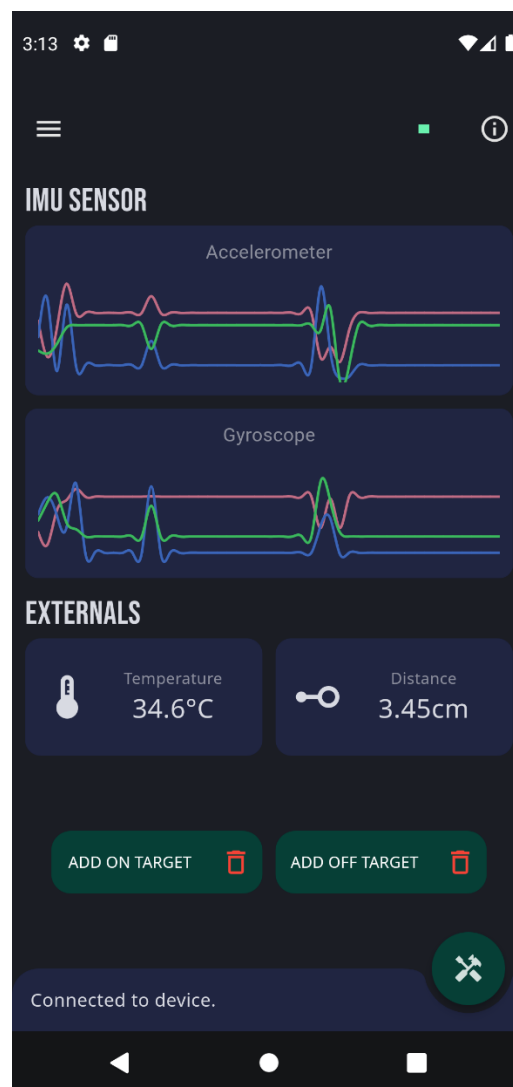 3:13
IMU SENSOR
Accelerometer
Gyroscope
EXTERNALS
Temperature
34.6°C
Distance
3.45cm
ADD ON TARGET
ADD OFF TARGET
Connected to device.